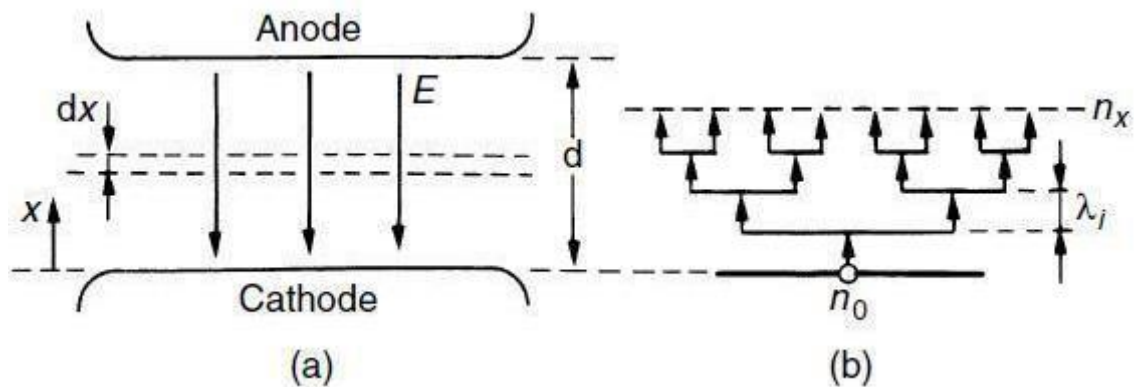 Anode
E
dx
d
x
Cathode
(a)
n_x
λ_i
n_0
(b)